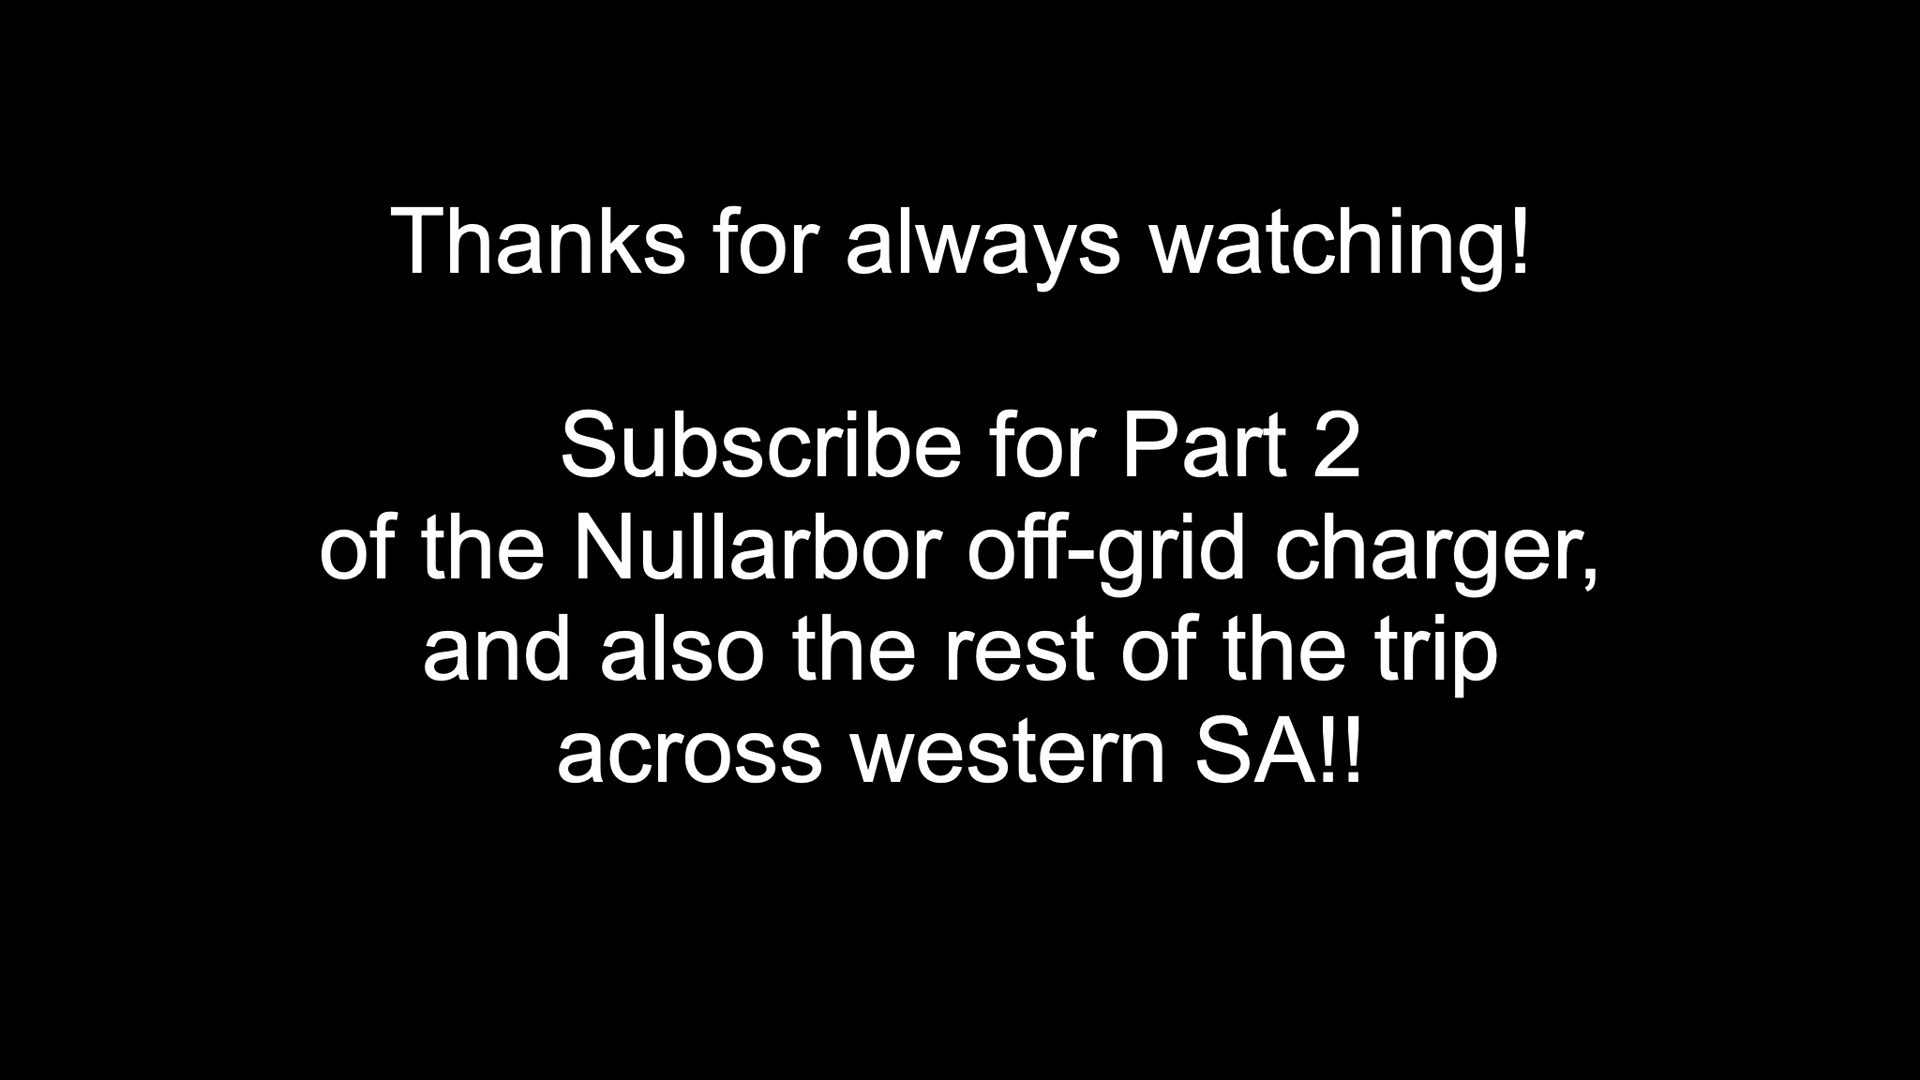 Thanks for always watching!
Subscribe for Part 2
of the Nullarbor off-grid charger,
and also the rest of the trip
across western SA!!